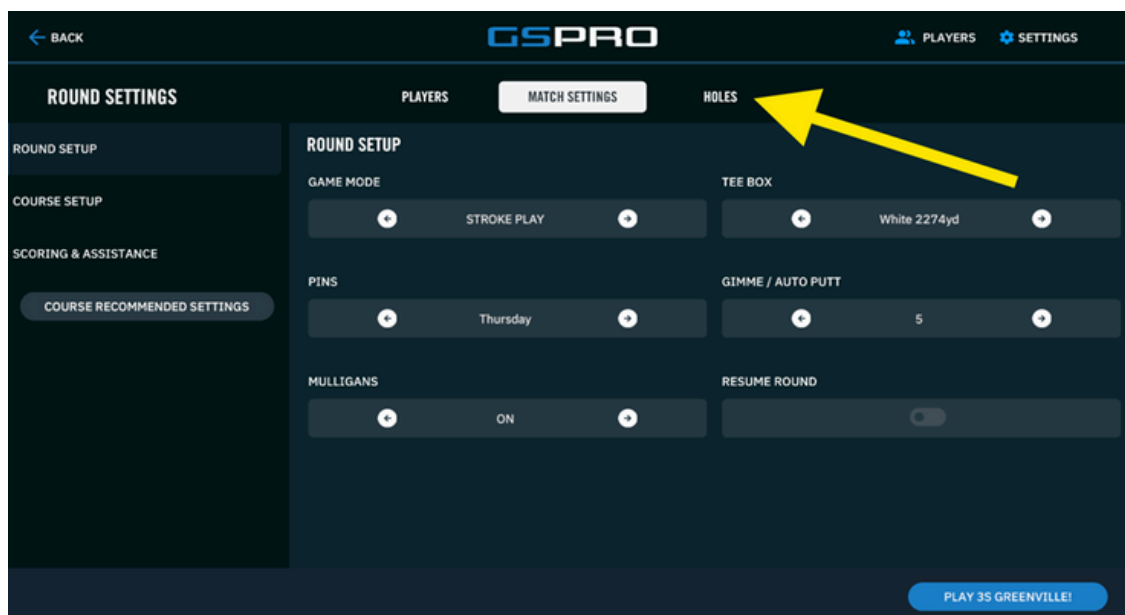 BACK
GSPRO
PLAYERS
SETTINGS
ROUND SETTINGS
PLAYERS
MATCH SETTINGS
HOLES
ROUND SETUP
COURSE SETUP
SCORING & ASSISTANCE
COURSE RECOMMENDED SETTINGS
ROUND SETUP
GAME MODE
STROKE PLAY
TEE BOX
White 2274yd
PINS
Thursday
GIMME / AUTO PUTT
5
MULLIGANS
ON
RESUME ROUND
PLAY 3S GREENVILLE!